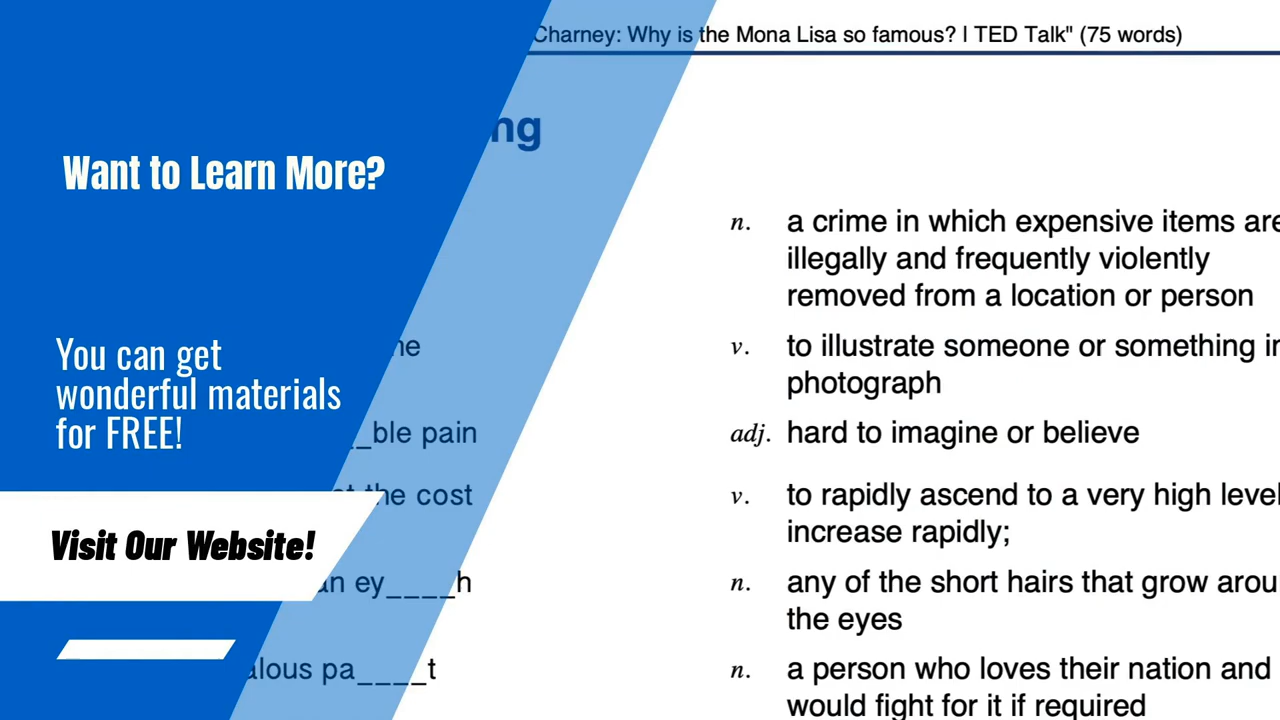 Charney: Why is the Mona Lisa so famous? | TED Talk" (75 words)
ng
Want to Learn More?
You can get
wonderful materials
for FREE!
Visit Our Website!
n. a crime in which expensive items are
illegally and frequently violently
removed from a location or person
he
v. to illustrate someone or something in
photograph
_ble pain
adj. hard to imagine or believe
the cost
v. to rapidly ascend to a very high level
increase rapidly;
an ey____h
n. any of the short hairs that grow arou
the eyes
alous pa____t
n. a person who loves their nation and
would fight for it if required